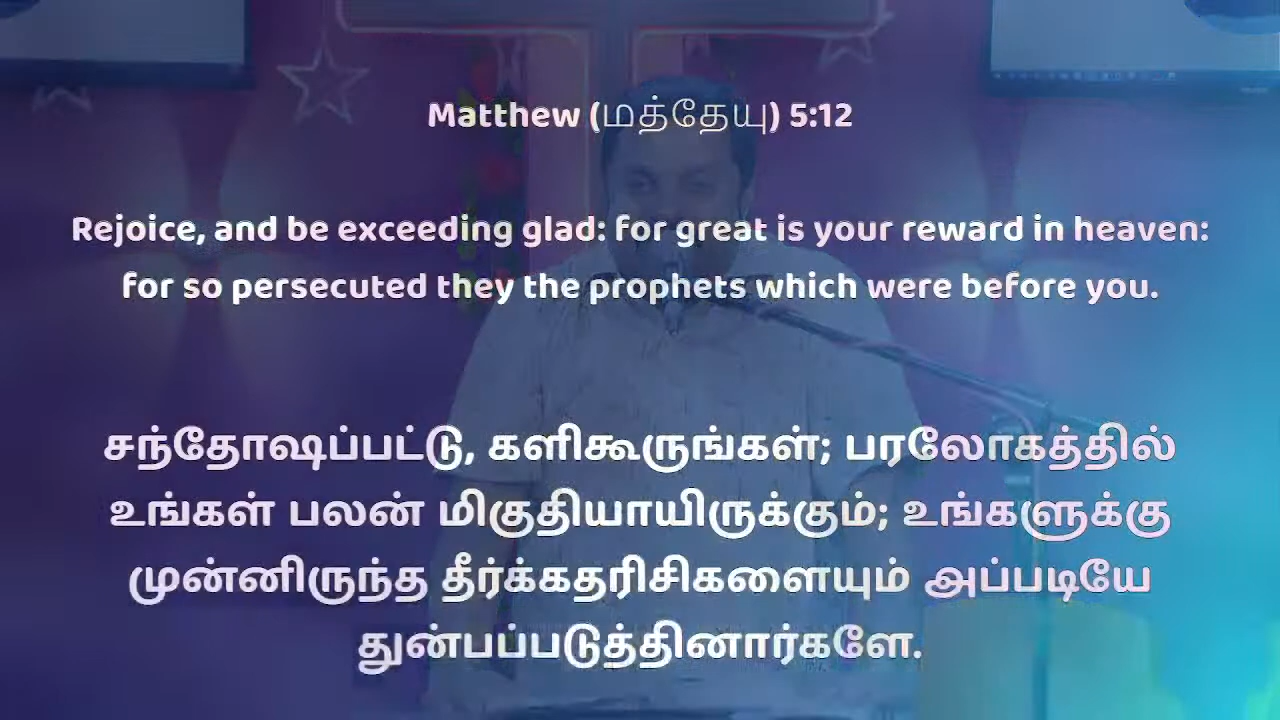 Matthew (மத்தேயு) 5:12
Rejoice, and be exceeding glad: for great is your reward in heaven:
for so persecuted they the prophets which were before you.
சந்தோஷப்பட்டு, களிகூருங்கள்; பரலோகத்தில்
உங்கள் பலன் மிகுதியாயிருக்கும்; உங்களுக்கு
முன்னிருந்த தீர்க்கதரிசிகளையும் அப்படியே
துன்பப்படுத்தினார்களே.